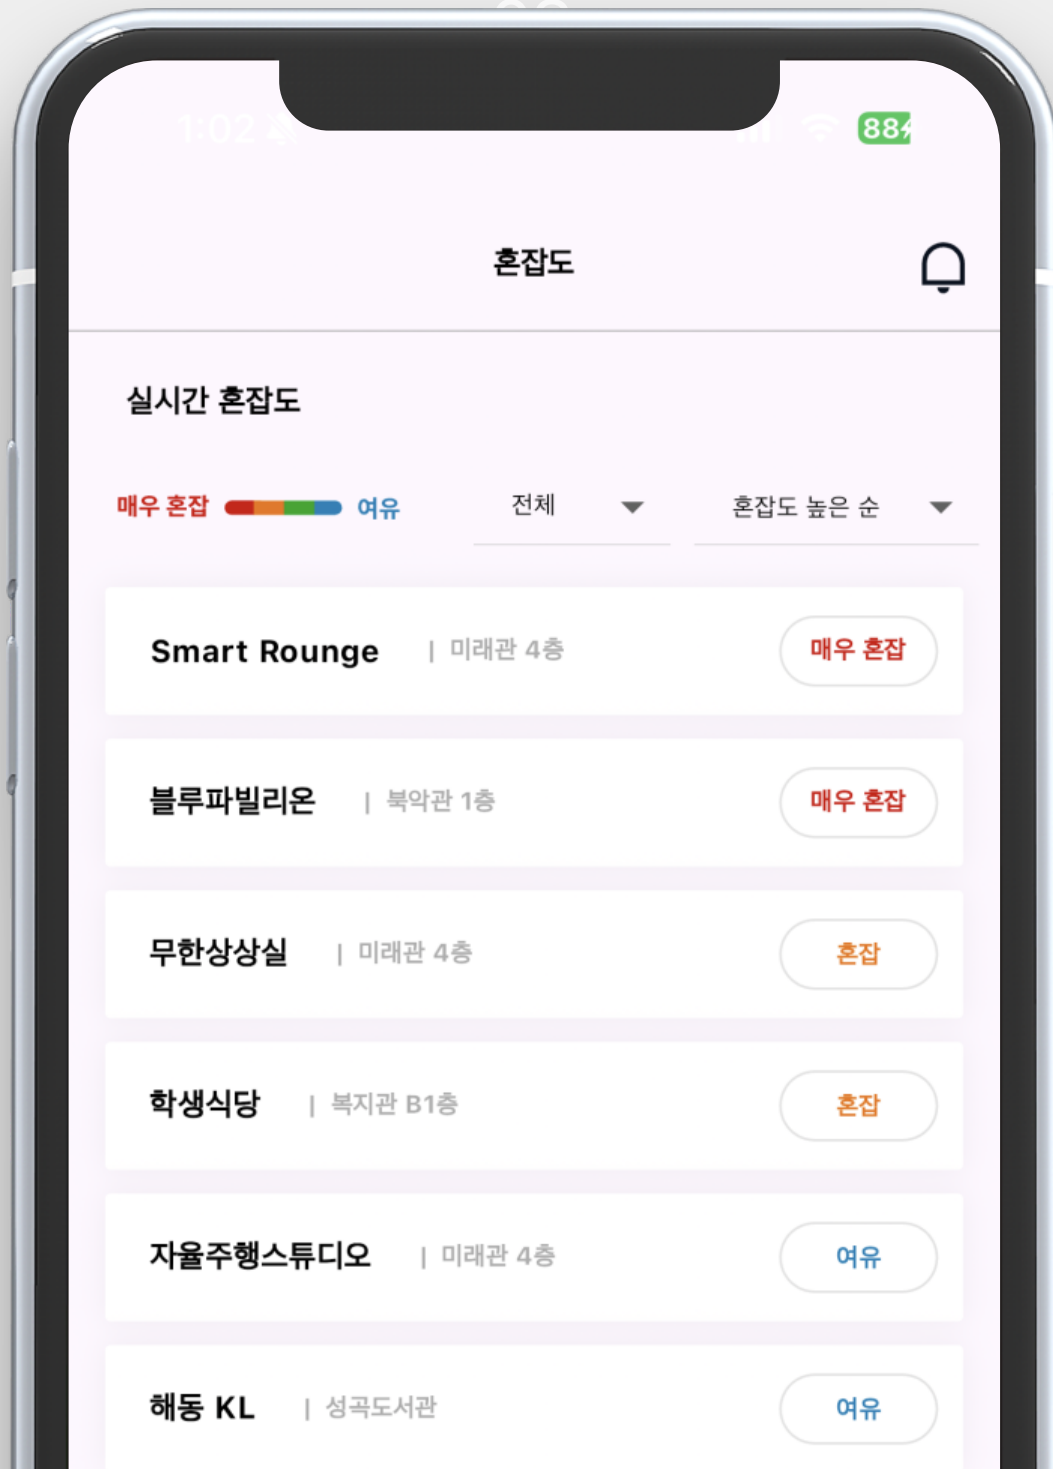 1:02
88
혼잡도
실시간 혼잡도
매우 혼잡 여유 전체 혼잡도 높은 순
Smart Rounge | 미래관 4층 매우 혼잡
블루파빌리온 | 북악관 1층 매우 혼잡
무한상상실 | 미래관 4층 혼잡
학생식당 | 복지관 B1층 혼잡
자율주행스튜디오 | 미래관 4층 여유
해동 KL | 성곡도서관 여유